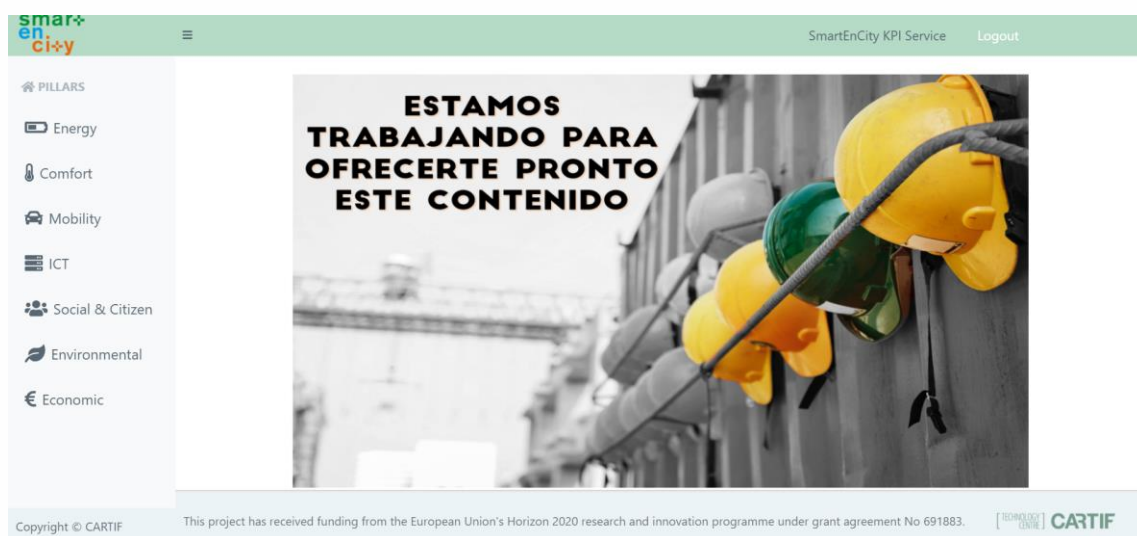 smart
en
city
SmartEnCity KPI Service
Logout
PILLARS
Energy
Comfort
Mobility
ICT
Social & Citizen
Environmental
Economic
ESTAMOS
TRABAJANDO PARA
OFRECERTE PRONTO
ESTE CONTENIDO
Copyright © CARTIF
This project has received funding from the European Union's Horizon 2020 research and innovation programme under grant agreement No 691883.
[TECHNOLOGY
CENTRE] CARTIF